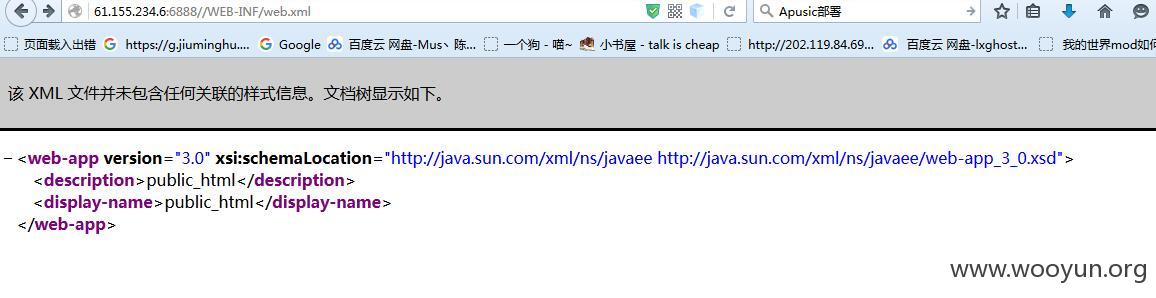 61.155.234.6:6888//WEB-INF/web.xml
Apusic部署
页面载入出错 https://g.jiuminghu.... Google 百度云 网盘-Mus丶陈... 一个狗 - 喵~ 小书屋 - talk is cheap http://202.119.84.69... 百度云 网盘-lxghost... 我的世界mod如何
该 XML 文件并未包含任何关联的样式信息。文档树显示如下。
− <web-app version="3.0" xsi:schemaLocation="http://java.sun.com/xml/ns/javaee http://java.sun.com/xml/ns/javaee/web-app_3_0.xsd">
<description>public_html</description>
<display-name>public_html</display-name>
</web-app>
www.wooyun.org